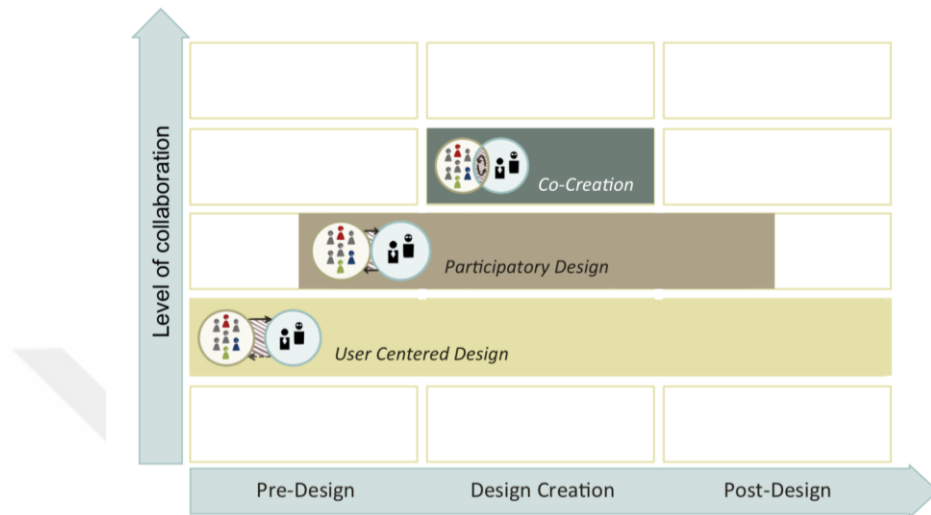 Level of collaboration
Co-Creation
Participatory Design
User Centered Design
Pre-Design
Design Creation
Post-Design